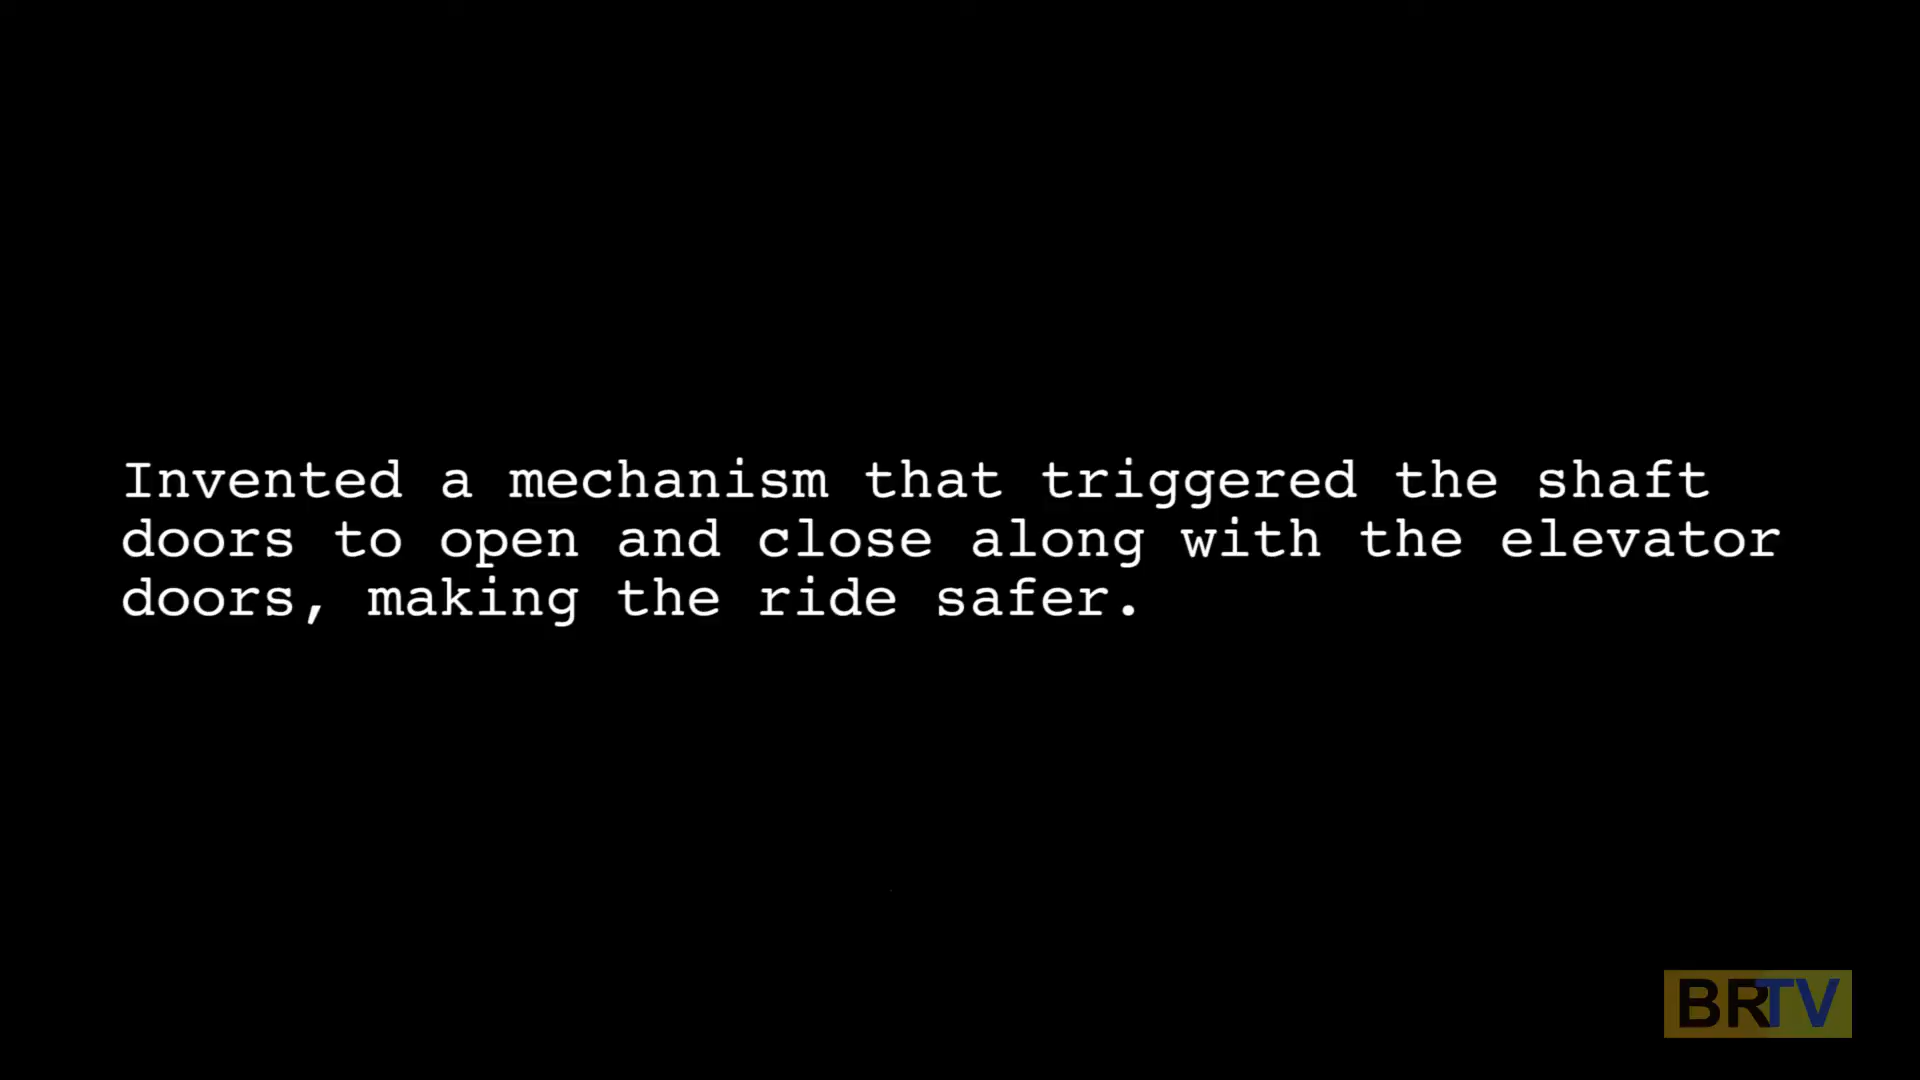 Invented a mechanism that triggered the shaft
doors to open and close along with the elevator
doors, making the ride safer.
BRTV